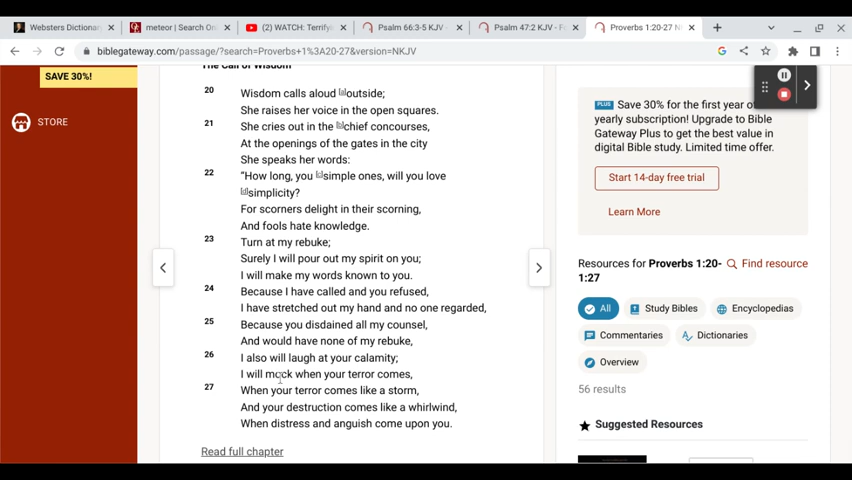 Websters Dictionary
meteor | Search On
(2) WATCH: Terrifyi
Psalm 66:3-5 KJV
Psalm 47:2 KJV - Fo
Proverbs 1:20-27 N
biblegateway.com/passage/?search=Proverbs+1%3A20-27&version=NKJV
SAVE 30%!
STORE
The Call of Wisdom
20 Wisdom calls aloud [a]outside;
She raises her voice in the open squares.
21 She cries out in the [b]chief concourses,
At the openings of the gates in the city
She speaks her words:
22 “How long, you [c]simple ones, will you love
[d]simplicity?
For scorners delight in their scorning,
And fools hate knowledge.
23 Turn at my rebuke;
Surely I will pour out my spirit on you;
I will make my words known to you.
24 Because I have called and you refused,
I have stretched out my hand and no one regarded,
25 Because you disdained all my counsel,
And would have none of my rebuke,
26 I also will laugh at your calamity;
I will mock when your terror comes,
27 When your terror comes like a storm,
And your destruction comes like a whirlwind,
When distress and anguish come upon you.
Read full chapter
PLUS Save 30% for the first year of
yearly subscription! Upgrade to Bible
Gateway Plus to get the best value in
digital Bible study. Limited time offer.
Start 14-day free trial
Learn More
Resources for Proverbs 1:20-
1:27
Find resource
All
Study Bibles
Encyclopedias
Commentaries
Dictionaries
Overview
56 results
Suggested Resources